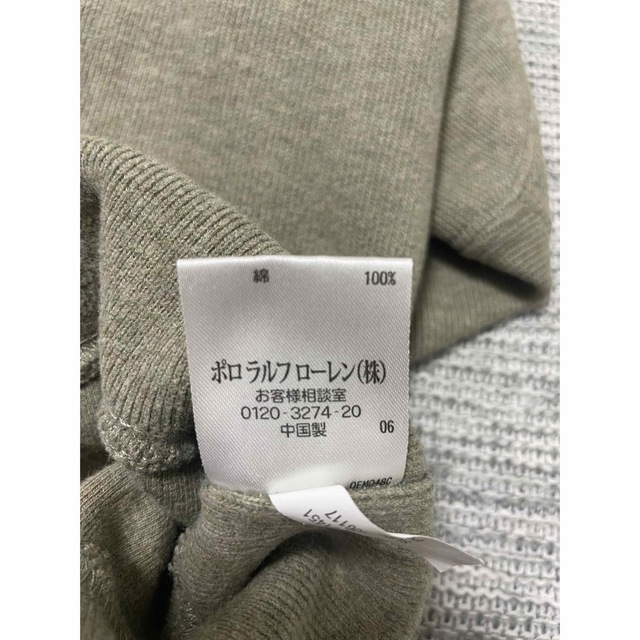 綿 100%
ポロ ラルフ ローレン(株)
お客様相談室
0120-3274-20
中国製 06